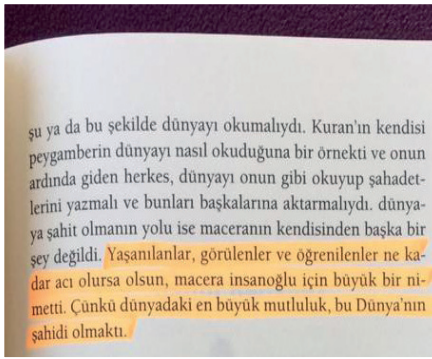 şu ya da bu şekilde dünyayı okumalıydı. Kuran'ın kendisi
peygamberin dünyayı nasıl okuduğuna bir örnekti ve onun
ardında giden herkes, dünyayı onun gibi okuyup şahadet-
lerini yazmalı ve bunları başkalarına aktarmalıydı. dünya-
ya şahit olmanın yolu ise maceranın kendisinden başka bir
şey değildi. Yaşanılanlar, görülenler ve öğrenilenler ne ka-
dar acı olursa olsun, macera insanoğlu için büyük bir ni-
metti. Çünkü dünyadaki en büyük mutluluk, bu Dünya'nın
şahidi olmaktı.